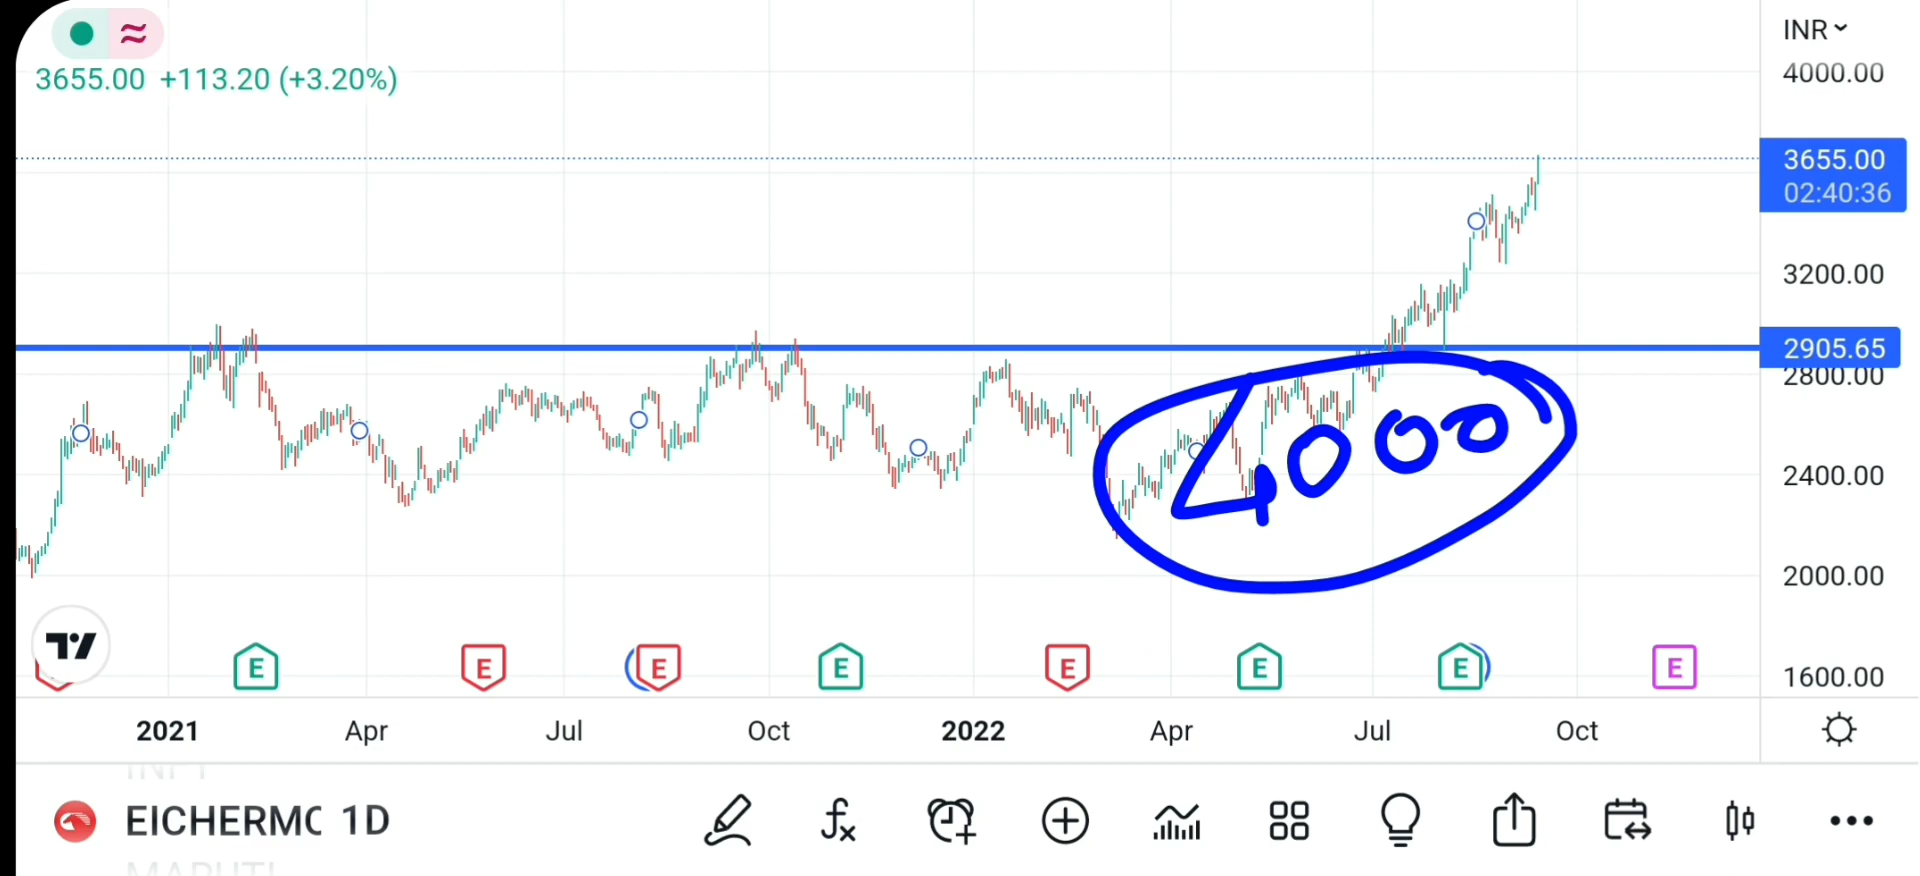 INR
3655.00 +113.20 (+3.20%)
4000.00
3655.00
02:40:36
3200.00
2905.65
2800.00
4000
2400.00
2000.00
1600.00
E E E E E E E E
2021 Apr Jul Oct 2022 Apr Jul Oct
EICHERMC 1D